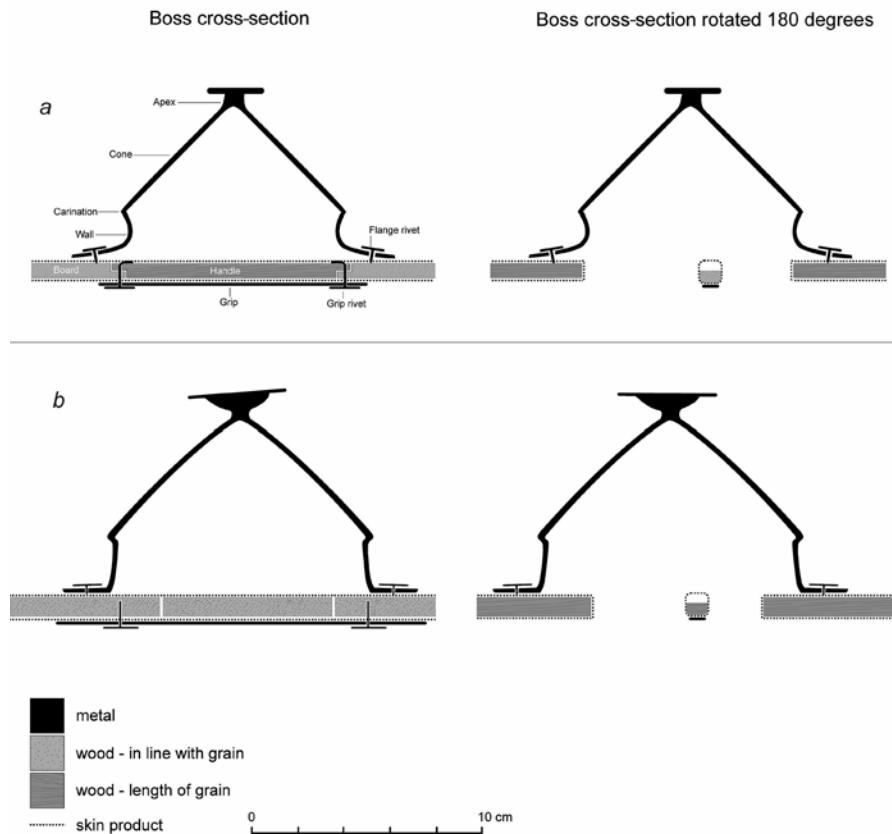 Boss cross-section
Boss cross-section rotated 180 degrees
a
Apex
Cone
Carination
Wall
Flange rivet
Board
Handle
Grip
Grip rivet
b
metal
wood - in line with grain
wood - length of grain
skin product
0
10 cm